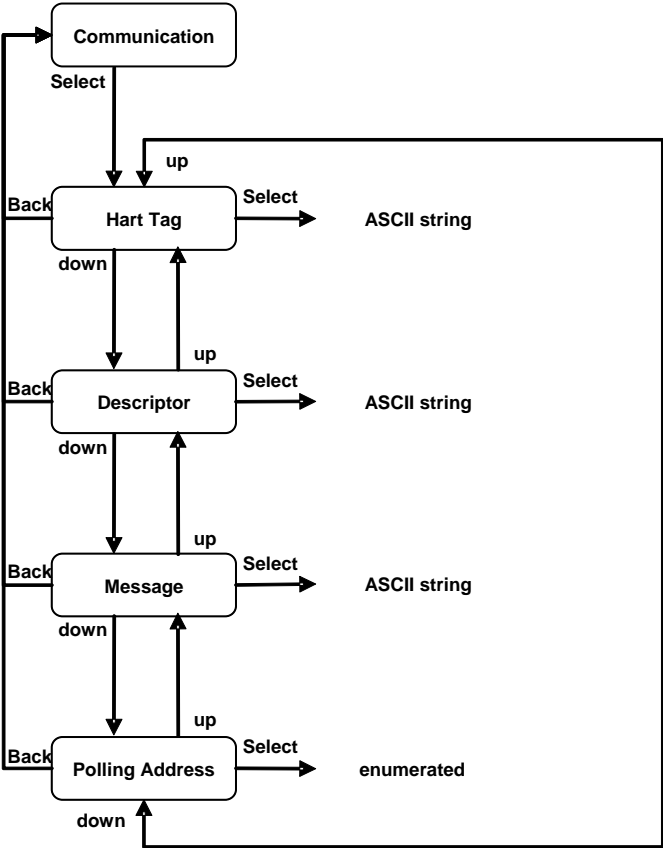 Communication
Select
up
Back
Hart Tag
Select
ASCII string
down
up
Back
Descriptor
Select
ASCII string
down
up
Back
Message
Select
ASCII string
down
up
Back
Polling Address
Select
enumerated
down